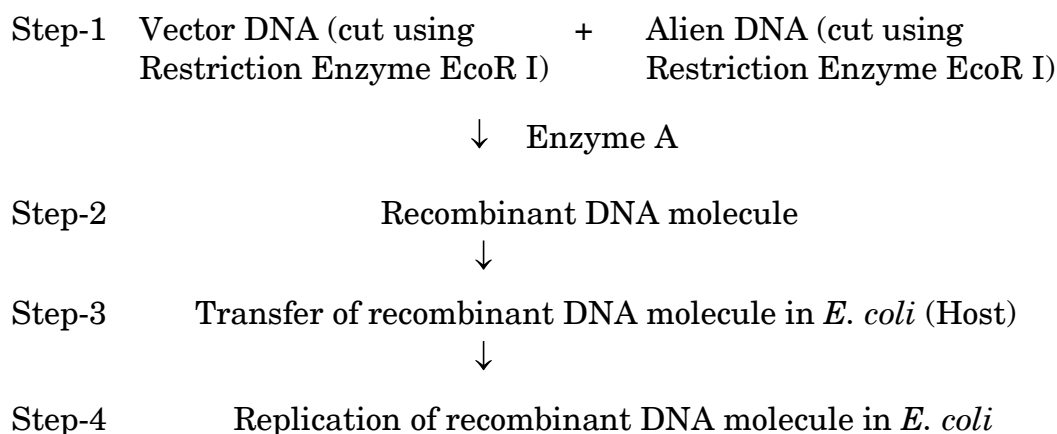 Step-1 Vector DNA (cut using + Alien DNA (cut using
Restriction Enzyme EcoR I) Restriction Enzyme EcoR I)
↓ Enzyme A
Step-2 Recombinant DNA molecule
↓
Step-3 Transfer of recombinant DNA molecule in E. coli (Host)
↓
Step-4 Replication of recombinant DNA molecule in E. coli